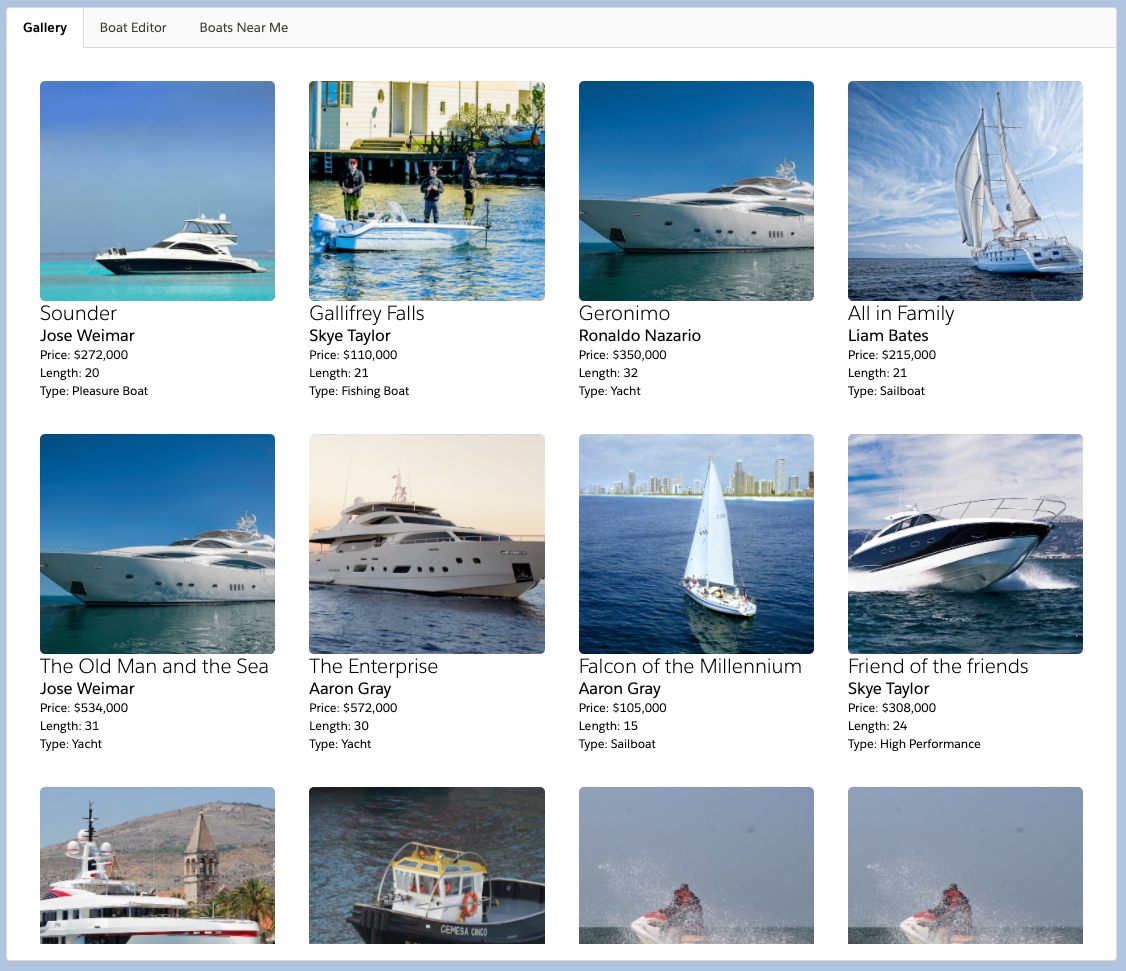 Gallery
Boat Editor
Boats Near Me
Sounder
Jose Weimar
Price: $272,000
Length: 20
Type: Pleasure Boat
Gallifrey Falls
Skye Taylor
Price: $110,000
Length: 21
Type: Fishing Boat
Geronimo
Ronaldo Nazario
Price: $350,000
Length: 32
Type: Yacht
All in Family
Liam Bates
Price: $215,000
Length: 21
Type: Sailboat
The Old Man and the Sea
Jose Weimar
Price: $534,000
Length: 31
Type: Yacht
The Enterprise
Aaron Gray
Price: $572,000
Length: 30
Type: Yacht
Falcon of the Millennium
Aaron Gray
Price: $105,000
Length: 15
Type: Sailboat
Friend of the friends
Skye Taylor
Price: $308,000
Length: 24
Type: High Performance
CEMESA CINCO